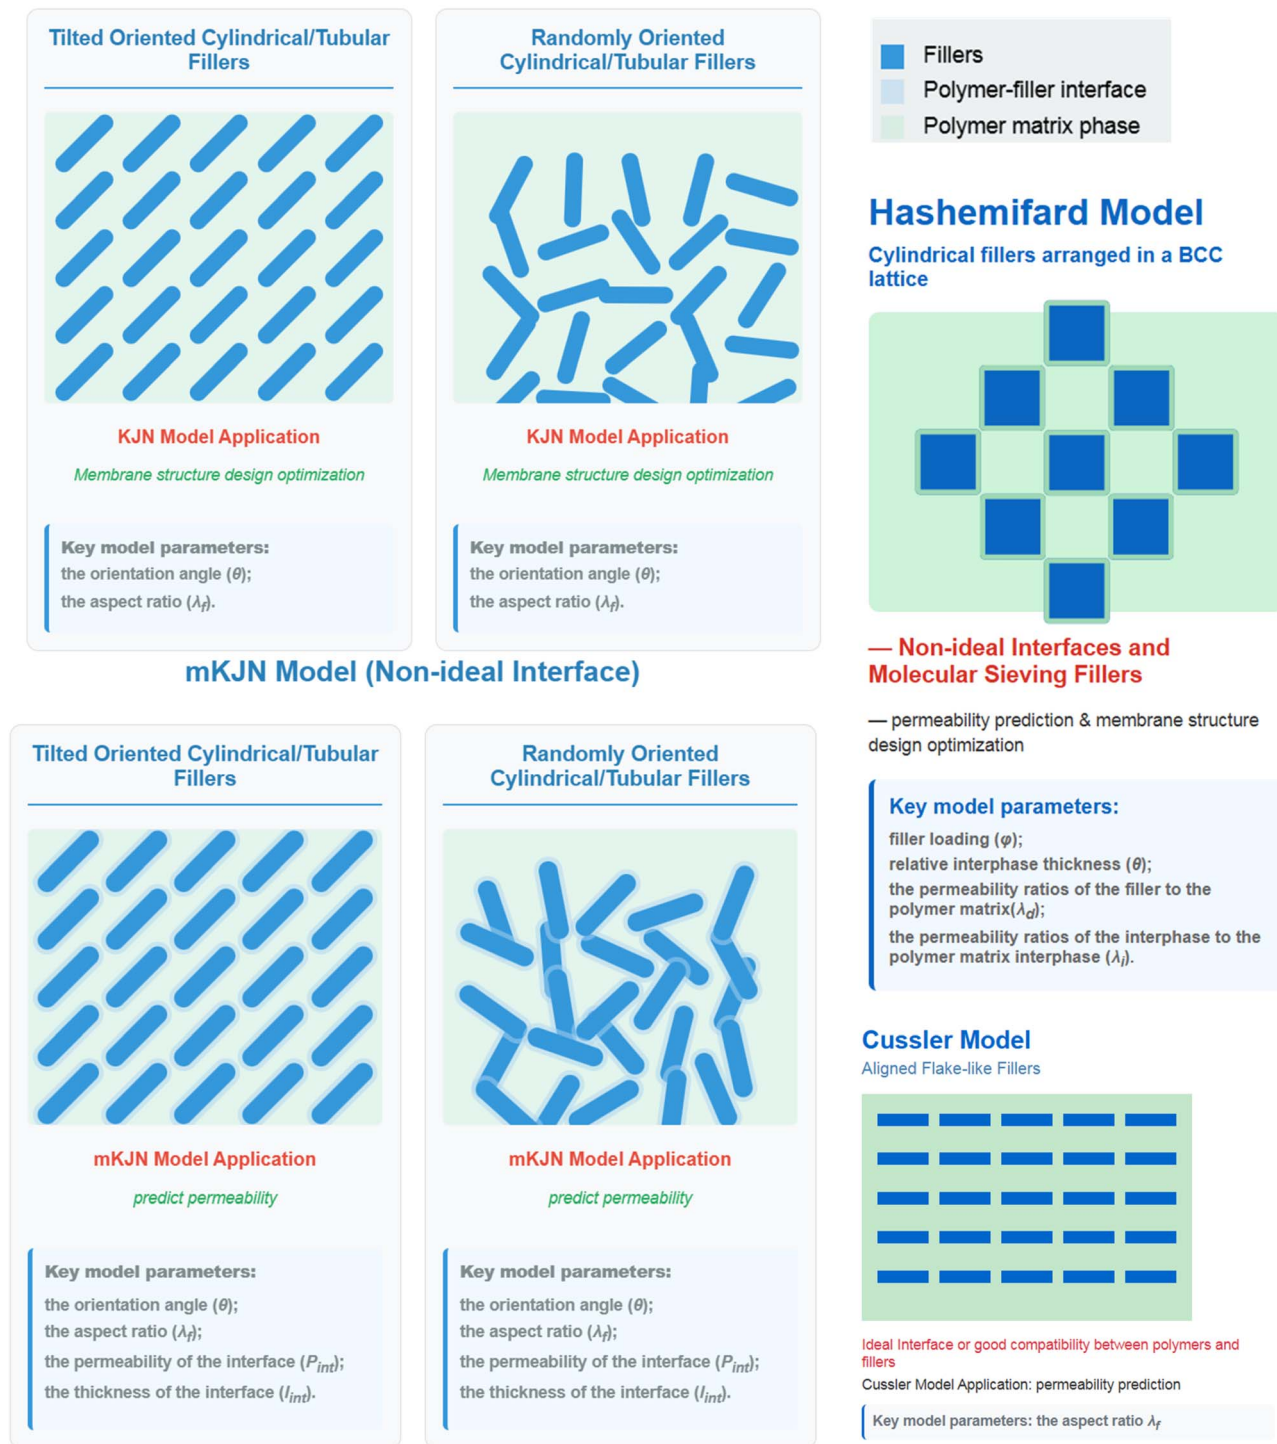 Tilted Oriented Cylindrical/Tubular
Fillers
KJN Model Application
Membrane structure design optimization
Key model parameters:
the orientation angle (θ);
the aspect ratio (λf).
Randomly Oriented
Cylindrical/Tubular Fillers
KJN Model Application
Membrane structure design optimization
Key model parameters:
the orientation angle (θ);
the aspect ratio (λf).
mKJN Model (Non-ideal Interface)
Tilted Oriented Cylindrical/Tubular
Fillers
mKJN Model Application
predict permeability
Key model parameters:
the orientation angle (θ);
the aspect ratio (λf);
the permeability of the interface (Pint);
the thickness of the interface (lint).
Randomly Oriented
Cylindrical/Tubular Fillers
mKJN Model Application
predict permeability
Key model parameters:
the orientation angle (θ);
the aspect ratio (λf);
the permeability of the interface (Pint);
the thickness of the interface (lint).
Fillers
Polymer-filler interface
Polymer matrix phase
Hashemifard Model
Cylindrical fillers arranged in a BCC
lattice
— Non-ideal Interfaces and
Molecular Sieving Fillers
— permeability prediction & membrane structure
design optimization
Key model parameters:
filler loading (φ);
relative interphase thickness (θ);
the permeability ratios of the filler to the
polymer matrix(λd);
the permeability ratios of the interphase to the
polymer matrix interphase (λi).
Cussler Model
Aligned Flake-like Fillers
Ideal Interface or good compatibility between polymers and
fillers
Cussler Model Application: permeability prediction
Key model parameters: the aspect ratio λf